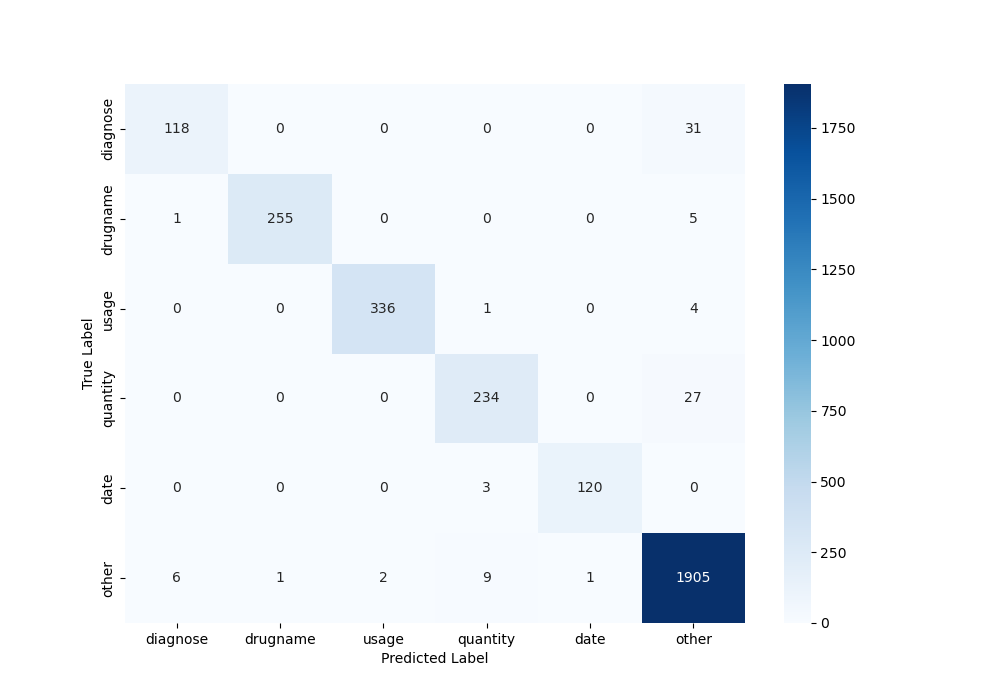 diagnose 118 0 0 0 0 31
drugname 1 255 0 0 0 5
usage 0 0 336 1 0 4
quantity 0 0 0 234 0 27
date 0 0 0 3 120 0
other 6 1 2 9 1 1905
diagnose drugname usage quantity date other
Predicted Label
True Label
1750
1500
1250
1000
750
500
250
0